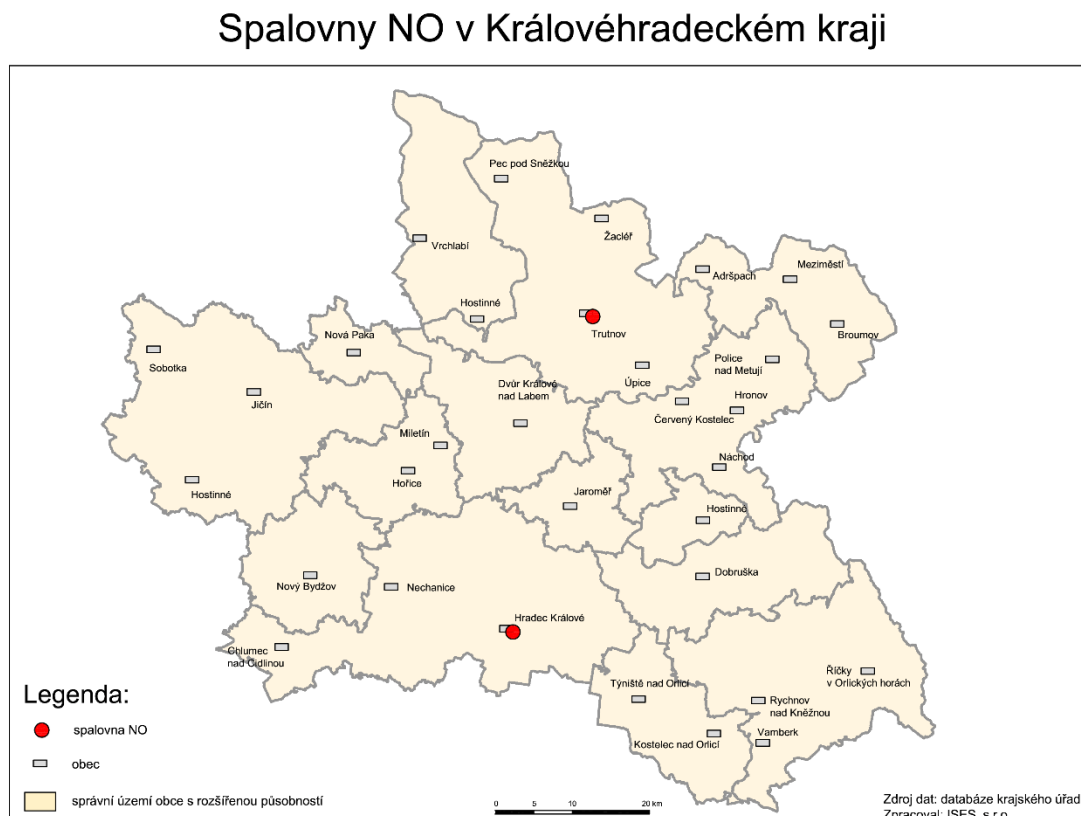 Spalovny NO v Královéhradeckém kraji
Pec pod Sněžkou
Žacléř
Vrchlabí
Adršpach
Meziměstí
Hostinné
Trutnov
Broumov
Nová Paka
Sobotka
Police
nad Metují
Úpice
Dvůr Králové
nad Labem
Jičín
Hronov
Červený Kostelec
Miletín
Hořice
Náchod
Hostinné
Jaroměř
Hostinné
Dobruška
Nový Bydžov
Nechanice
Hradec Králové
Chlumec
nad Cidlinou
Říčky
v Orlických horách
Týniště nad Orlicí
Rychnov
nad Kněžnou
Vamberk
Kostelec nad Orlicí
Legenda:
spalovna NO
obec
správní území obce s rozšířenou působností
0 5 10 20 km
Zdroj dat: databáze krajského úřad
Zpracoval: ISES, s.r.o.